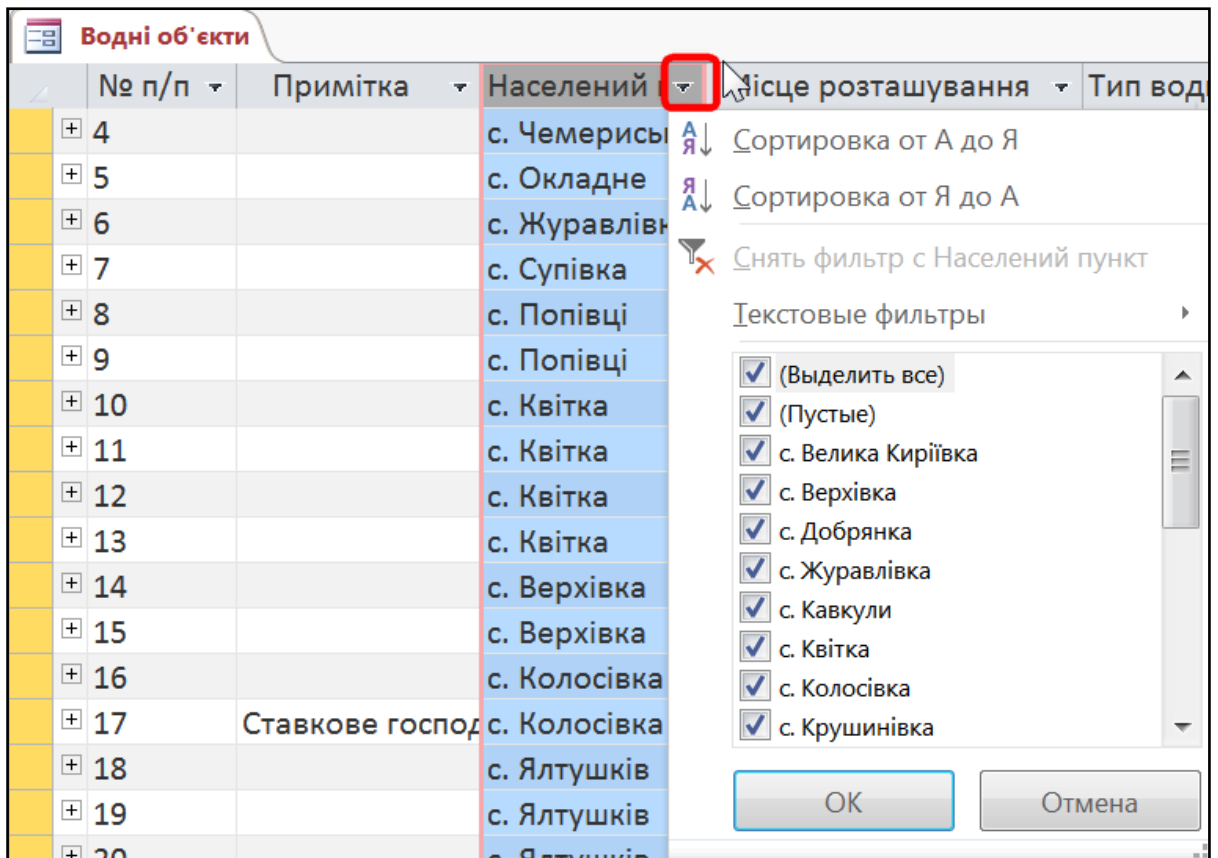 Водні об'єкти
№ п/п Примітка Населений місце розташування Тип вод
4 с. Чемерисы
5 с. Окладне
6 с. Журавлівк
7 с. Супівка
8 с. Попівці
9 с. Попівці
10 с. Квітка
11 с. Квітка
12 с. Квітка
13 с. Квітка
14 с. Верхівка
15 с. Верхівка
16 с. Колосівка
17 Ставкове господ с. Колосівка
18 с. Ялтушків
19 с. Ялтушків
20 с. Ялтушків
Сортировка от А до Я
Сортировка от Я до А
Снять фильтр с Населений пункт
Текстовые фильтры
(Выделить все)
(Пустые)
с. Велика Киріївка
с. Верхівка
с. Добрянка
с. Журавлівка
с. Кавкули
с. Квітка
с. Колосівка
с. Крушинівка
ОК Отмена